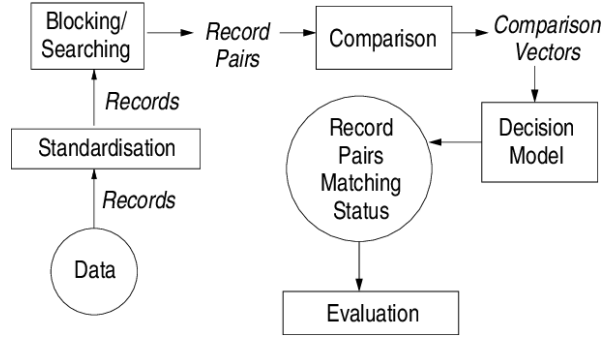 Blocking/
Searching
Record
Pairs
Comparison
Comparison
Vectors
Records
Standardisation
Records
Data
Record
Pairs
Matching
Status
Decision
Model
Evaluation